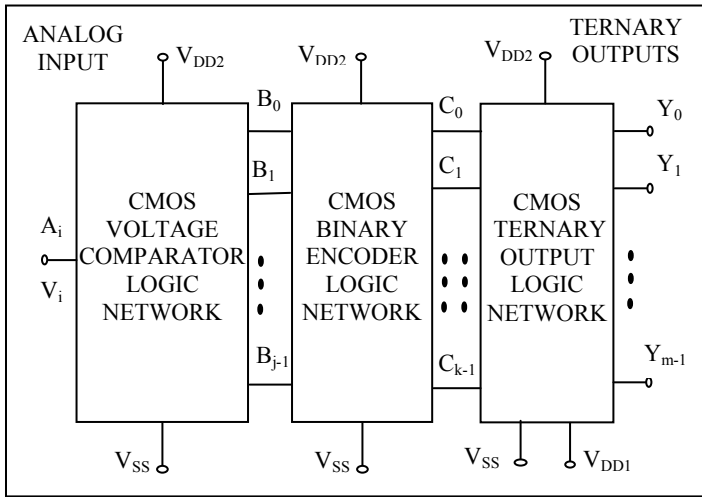 ANALOG
INPUT
TERNARY
OUTPUTS
V_DD2
V_DD2
V_DD2
B_0
C_0
Y_0
B_1
C_1
Y_1
A_i
V_i
CMOS
VOLTAGE
COMPARATOR
LOGIC
NETWORK
CMOS
BINARY
ENCODER
LOGIC
NETWORK
CMOS
TERNARY
OUTPUT
LOGIC
NETWORK
B_j-1
C_k-1
Y_m-1
V_SS
V_SS
V_SS
V_DD1